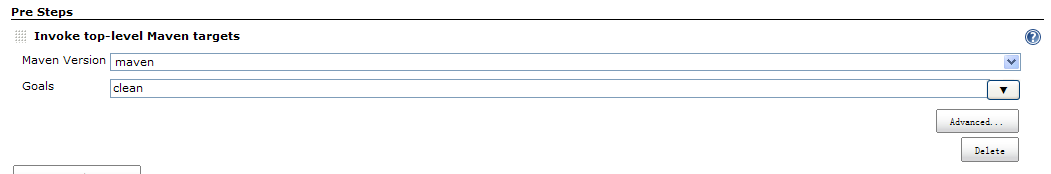 Pre Steps
Invoke top-level Maven targets
Maven Version maven
Goals clean
Advanced...
Delete